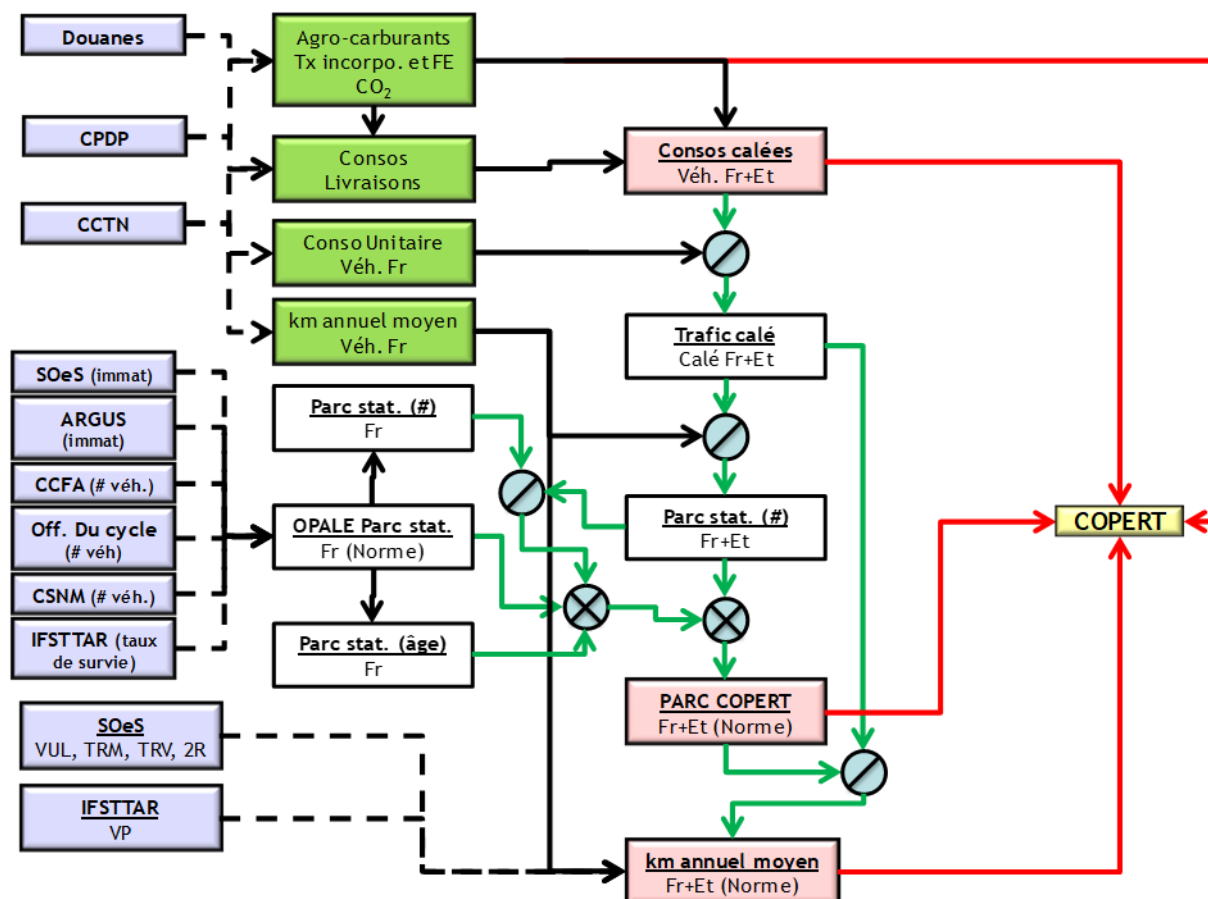 Douanes
CPDP
CCTN
Agro-carburants
Tx incorpo. et FE
CO₂
Consos
Livraisons
Conso Unitaire
Véh. Fr
km annuel moyen
Véh. Fr
Consos calées
Véh. Fr+Et
Trafic calé
Calé Fr+Et
SOeS (immat)
ARGUS
(immat)
CCFA (# véh.)
Off. Du cycle
(# véh)
CSNM (# véh.)
IFSTTAR (taux
de survie)
Parc stat. (#)
Fr
OPALE Parc stat.
Fr (Norme)
Parc stat. (âge)
Fr
Parc stat. (#)
Fr+Et
COPERT
PARC COPERT
Fr+Et (Norme)
SOeS
VUL, TRM, TRV, 2R
IFSTTAR
VP
km annuel moyen
Fr+Et (Norme)